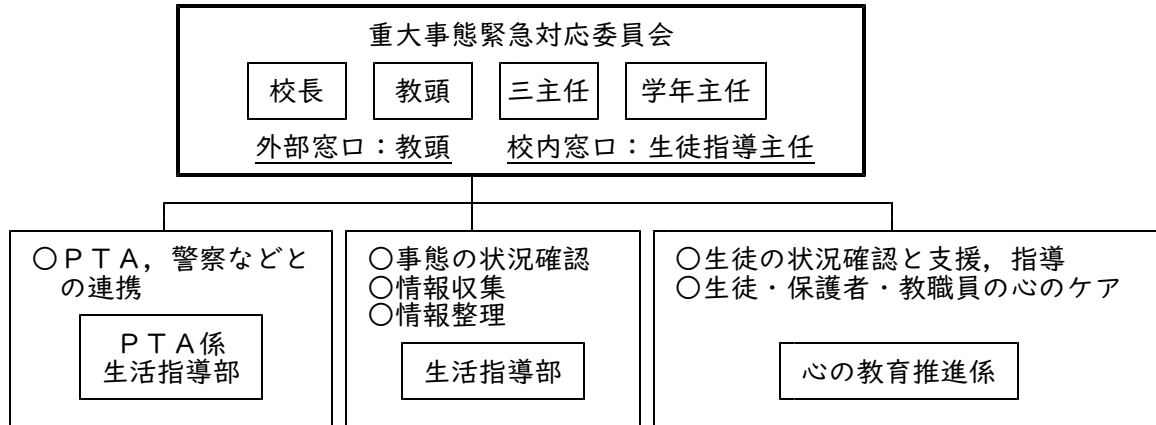 重大事態緊急対応委員会
校長 教頭 三主任 学年主任
外部窓口：教頭 校内窓口：生徒指導主任
○ＰＴＡ，警察などと
の連携
ＰＴＡ係
生活指導部
○事態の状況確認
○情報収集
○情報整理
生活指導部
○生徒の状況確認と支援，指導
○生徒・保護者・教職員の心のケア
心の教育推進係